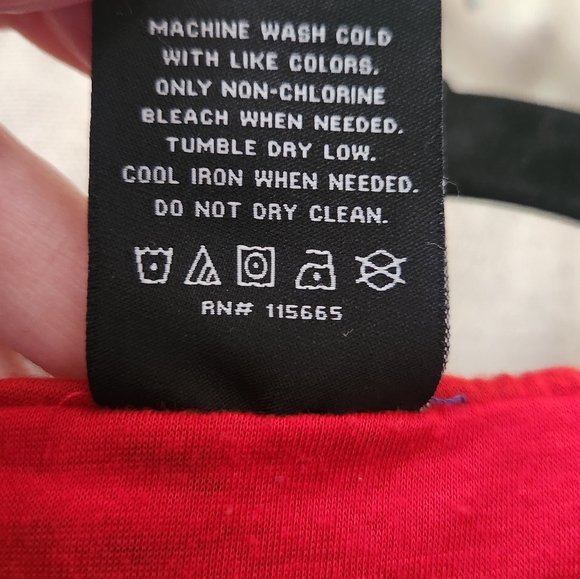 MACHINE WASH COLD
WITH LIKE COLORS.
ONLY NON-CHLORINE
BLEACH WHEN NEEDED.
TUMBLE DRY LOW.
COOL IRON WHEN NEEDED.
DO NOT DRY CLEAN.
RN# 115665